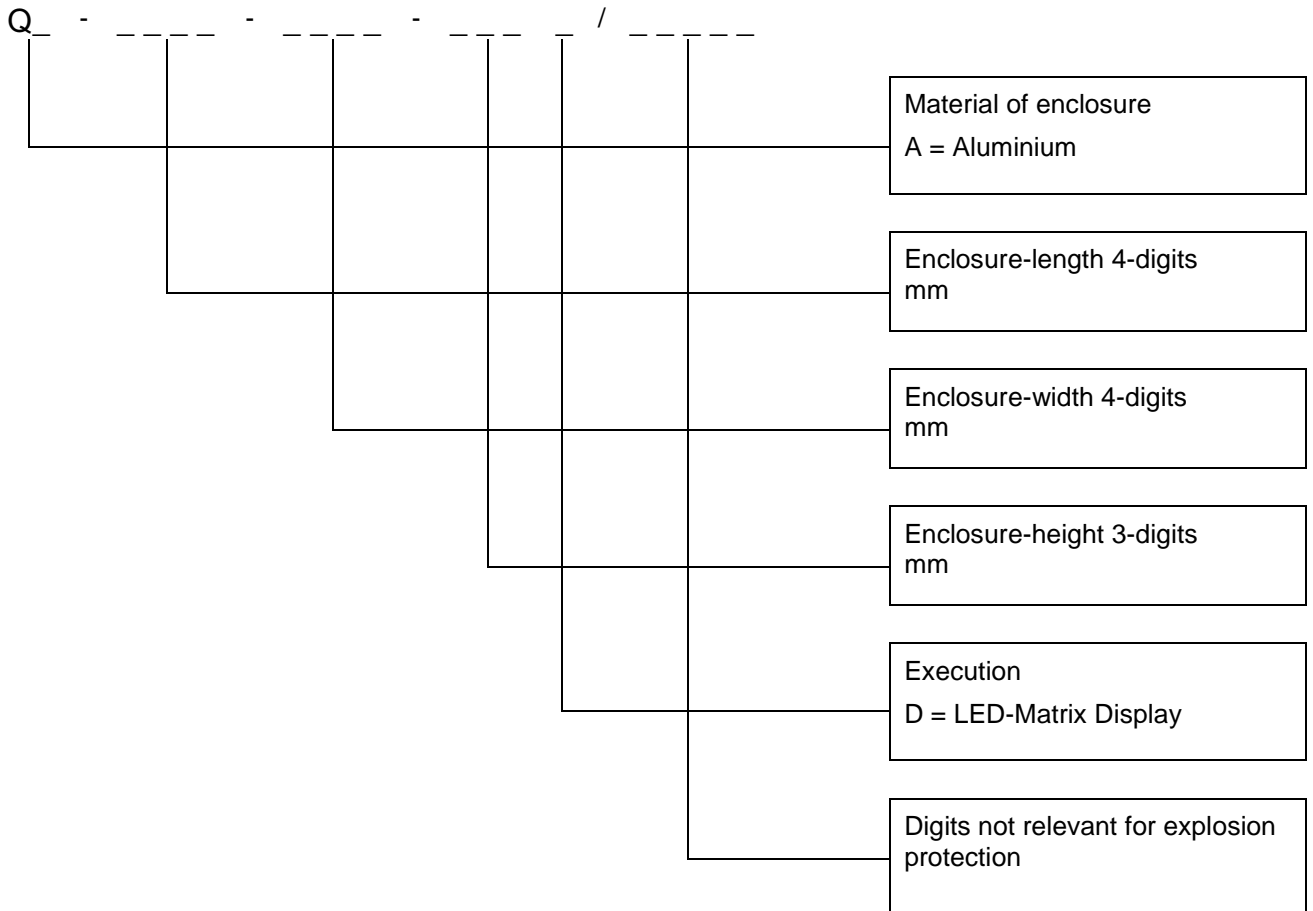 Q_ - _ _ _ _ - _ _ _ _ - _ _ _ _ / _ _ _ _ _
Material of enclosure
A = Aluminium
Enclosure-length 4-digits
mm
Enclosure-width 4-digits
mm
Enclosure-height 3-digits
mm
Execution
D = LED-Matrix Display
Digits not relevant for explosion
protection